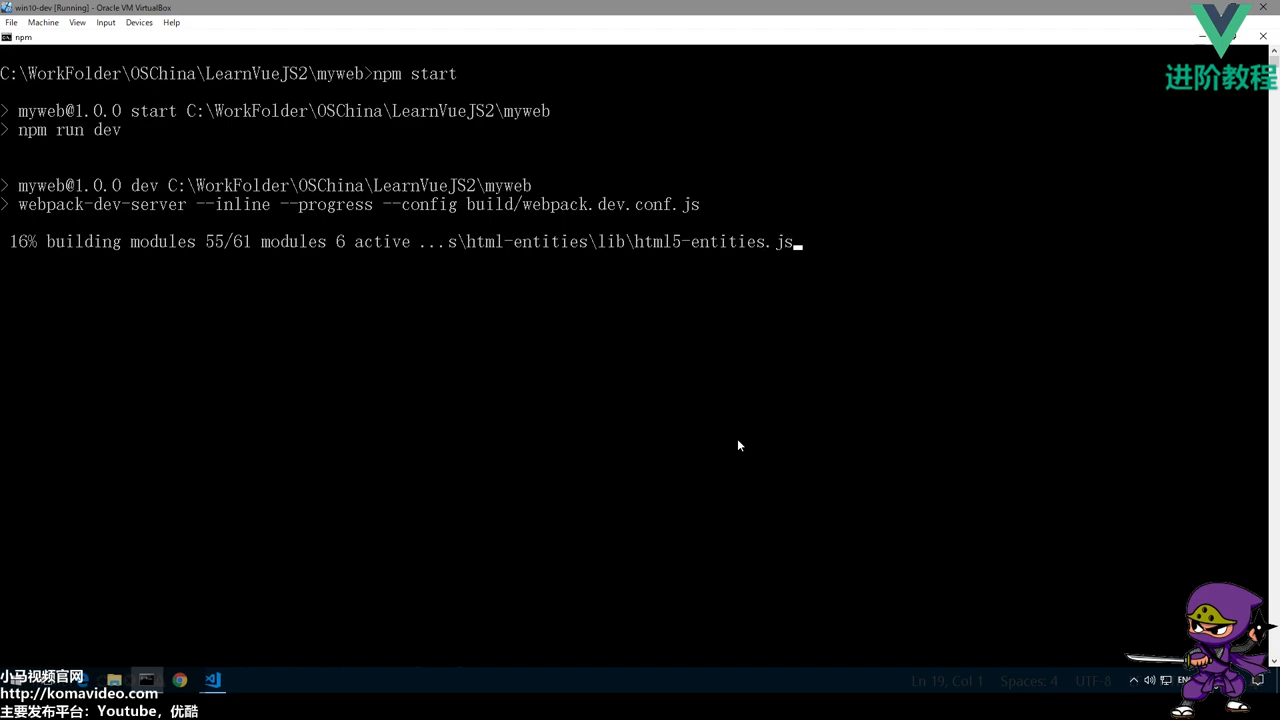 win10-dev [Running] - Oracle VM VirtualBox
File Machine View Input Devices Help
npm
进阶教程
C:\WorkFolder\OSChina\LearnVueJS2\myweb>npm start
> myweb@1.0.0 start C:\WorkFolder\OSChina\LearnVueJS2\myweb
> npm run dev
> myweb@1.0.0 dev C:\WorkFolder\OSChina\LearnVueJS2\myweb
> webpack-dev-server --inline --progress --config build/webpack.dev.conf.js
16% building modules 55/61 modules 6 active ...s\html-entities\lib\html5-entities.js
小马视频官网
http://komavideo.com
主要发布平台：Youtube，优酷
Ln 19, Col 1 Spaces: 4 UTF-8